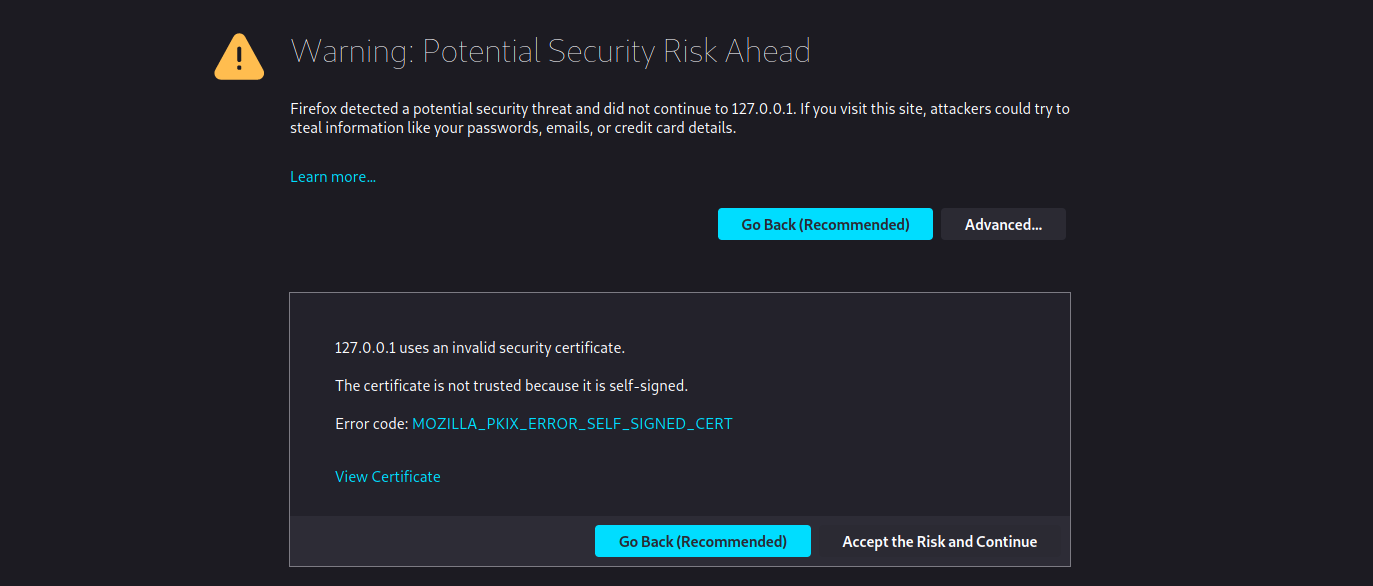 Warning: Potential Security Risk Ahead
Firefox detected a potential security threat and did not continue to 127.0.0.1. If you visit this site, attackers could try to
steal information like your passwords, emails, or credit card details.
Learn more...
Go Back (Recommended) Advanced...
127.0.0.1 uses an invalid security certificate.
The certificate is not trusted because it is self-signed.
Error code: MOZILLA_PKIX_ERROR_SELF_SIGNED_CERT
View Certificate
Go Back (Recommended) Accept the Risk and Continue